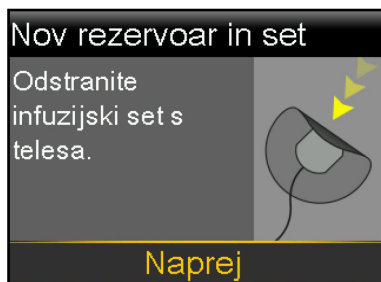 Nov rezervoar in set
Odstranite
infuzijski set s
telesa.
Naprej